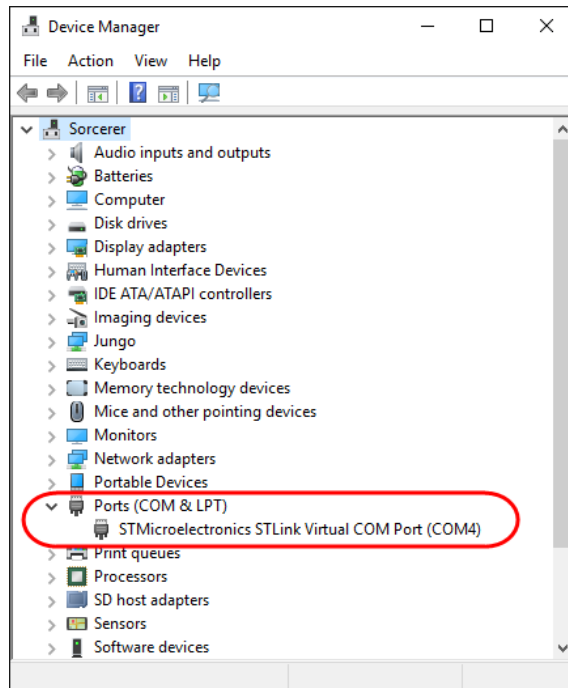 Device Manager
File Action View Help
Sorcerer
Audio inputs and outputs
Batteries
Computer
Disk drives
Display adapters
Human Interface Devices
IDE ATA/ATAPI controllers
Imaging devices
Jungo
Keyboards
Memory technology devices
Mice and other pointing devices
Monitors
Network adapters
Portable Devices
Ports (COM & LPT)
STMicroelectronics STLink Virtual COM Port (COM4)
Print queues
Processors
SD host adapters
Sensors
Software devices